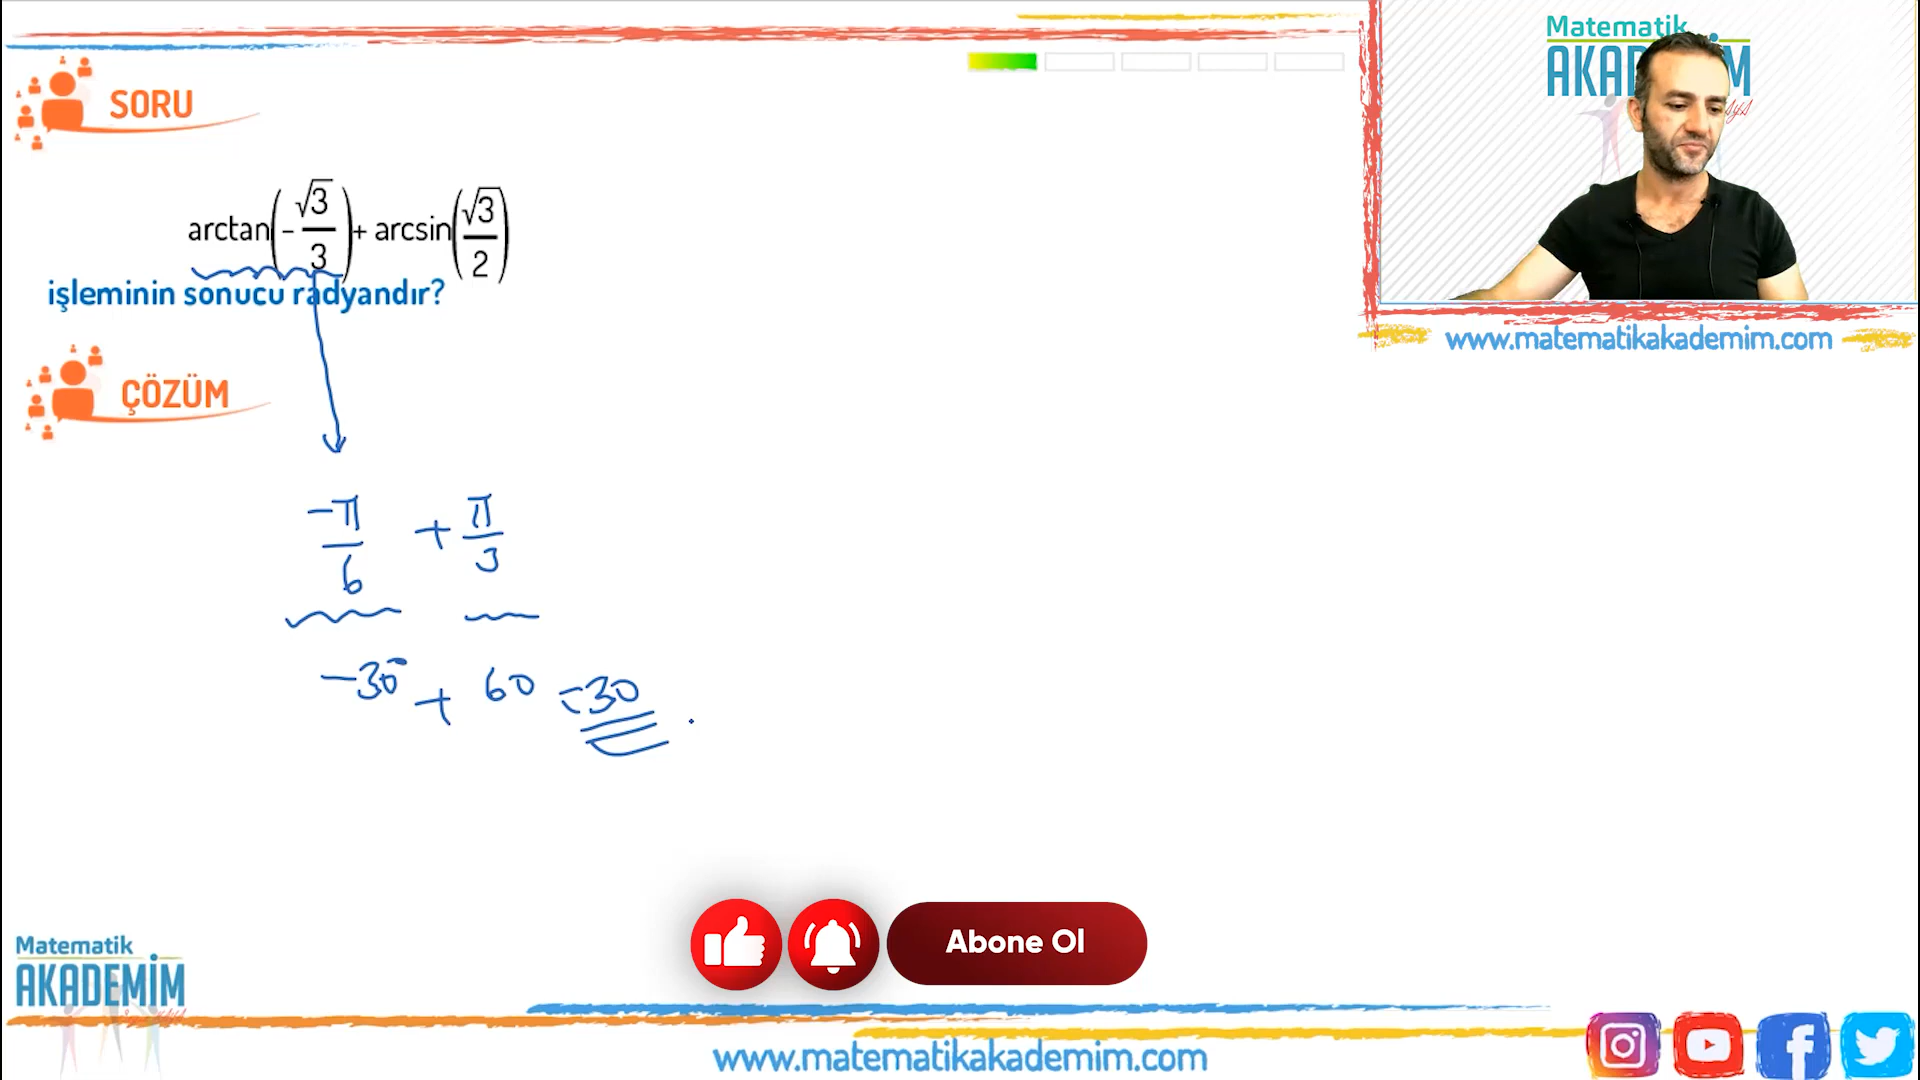 SORU
arctan(-√3/3) + arcsin(√3/2)
işleminin sonucu radyandır?
ÇÖZÜM
-π/6 + π/3
-30° + 60 = 30
Matematik
AKADEMİM
www.matematikakademim.com
Abone Ol
Matematik
AKADEMİM
www.matematikakademim.com